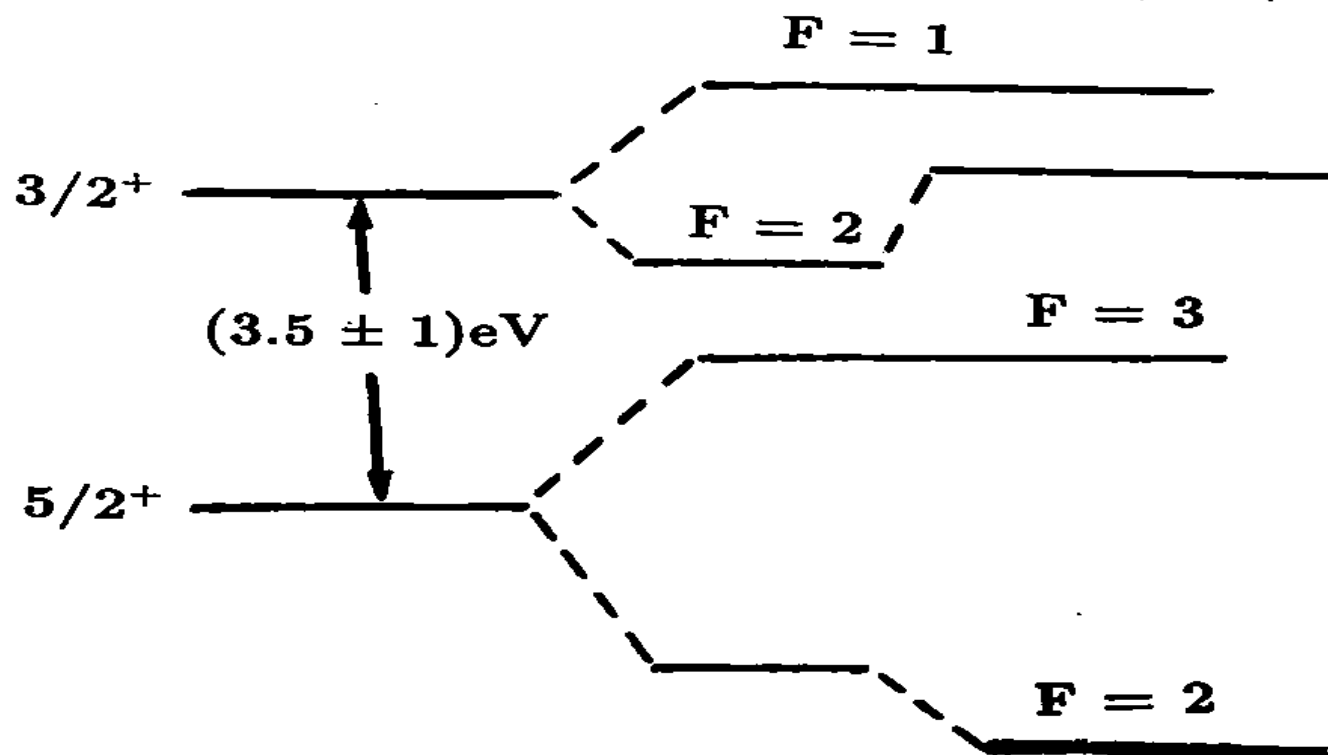 F = 1
3/2⁺
F = 2
(3.5 ± 1)eV
F = 3
5/2⁺
F = 2